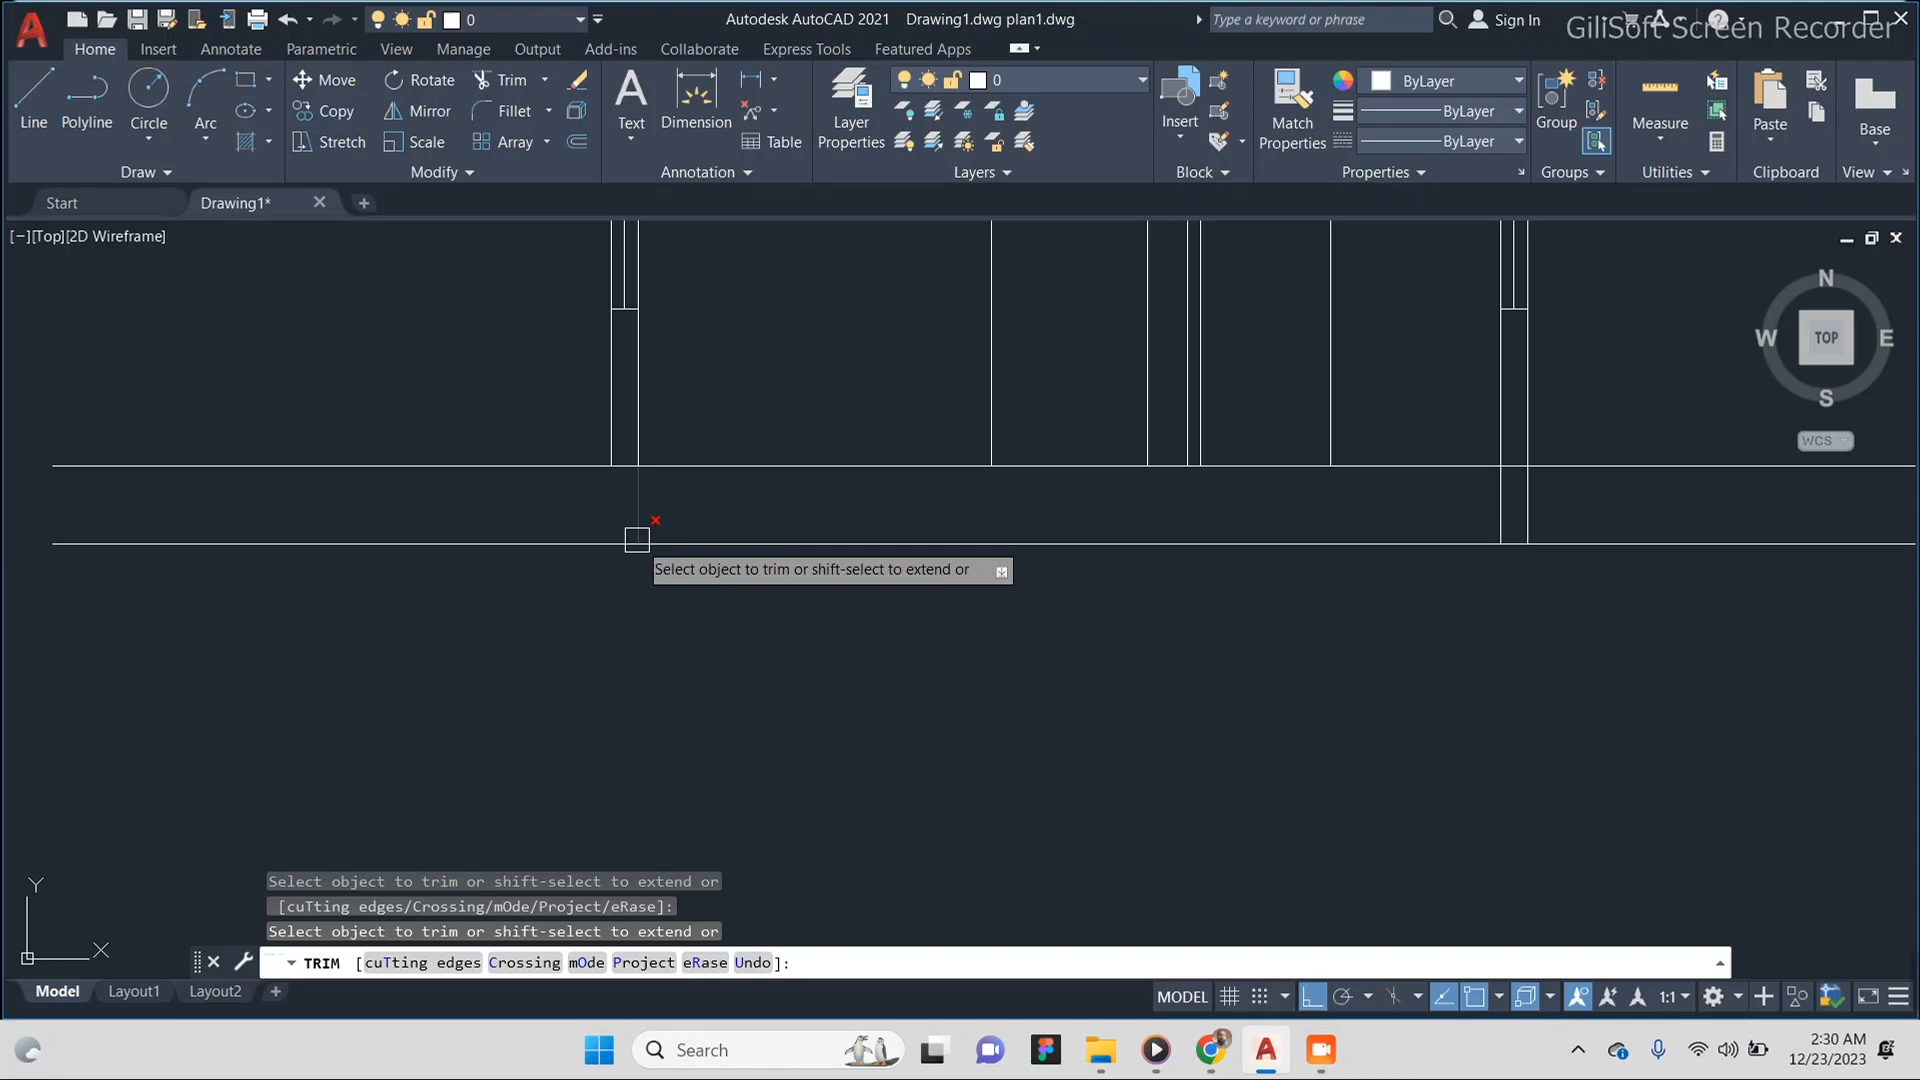 0
Autodesk AutoCAD 2021 Drawing1.dwg plan1.dwg
Type a keyword or phrase
Sign In
GiliSoft Screen Recorder
Home Insert Annotate Parametric View Manage Output Add-ins Collaborate Express Tools Featured Apps
Line Polyline Circle Arc
Draw
Move Rotate Trim
Copy Mirror Fillet
Stretch Scale Array
Modify
Text Dimension Table
Annotation
Layer
Properties
0
Layers
Insert
Block
Match
Properties
ByLayer
ByLayer
ByLayer
Properties
Group
Groups
Measure
Utilities
Paste
Clipboard
Base
View
Start Drawing1*
[−][Top][2D Wireframe]
N
W TOP E
S
WCS
Select object to trim or shift-select to extend or
Y
X
Select object to trim or shift-select to extend or
[cuTting edges/Crossing/mOde/Project/eRase]:
Select object to trim or shift-select to extend or
TRIM [cuTting edges Crossing mOde Project eRase Undo]:
Model Layout1 Layout2
MODEL 1:1
Search
2:30 AM
12/23/2023